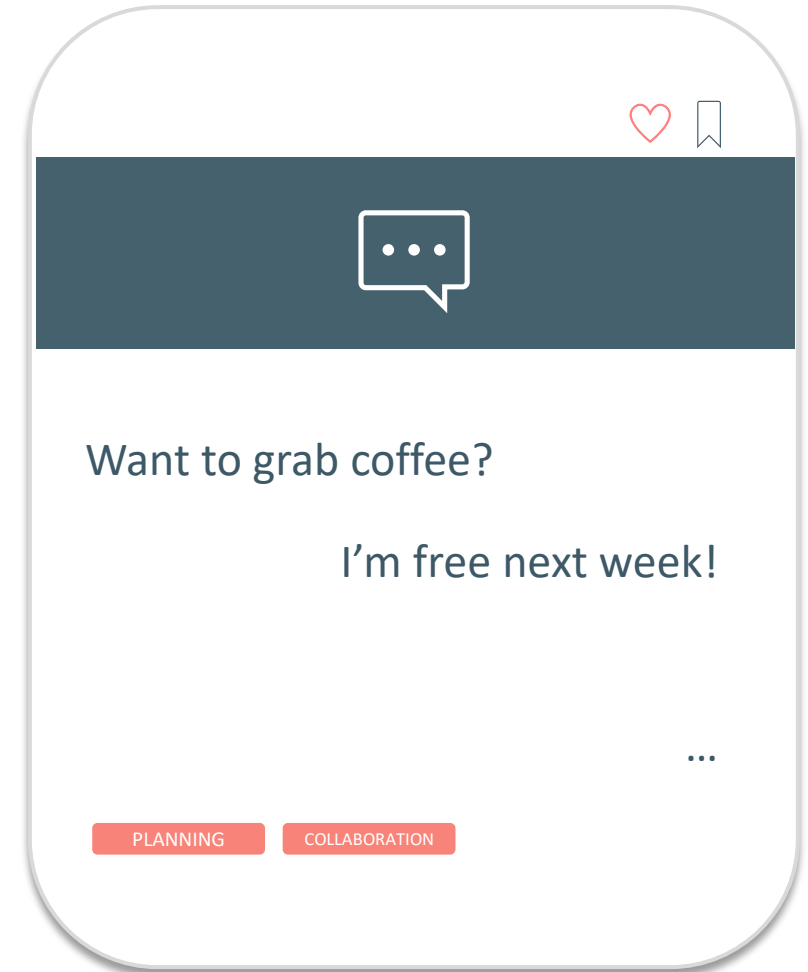 Want to grab coffee?
I’m free next week!
...
PLANNING
COLLABORATION